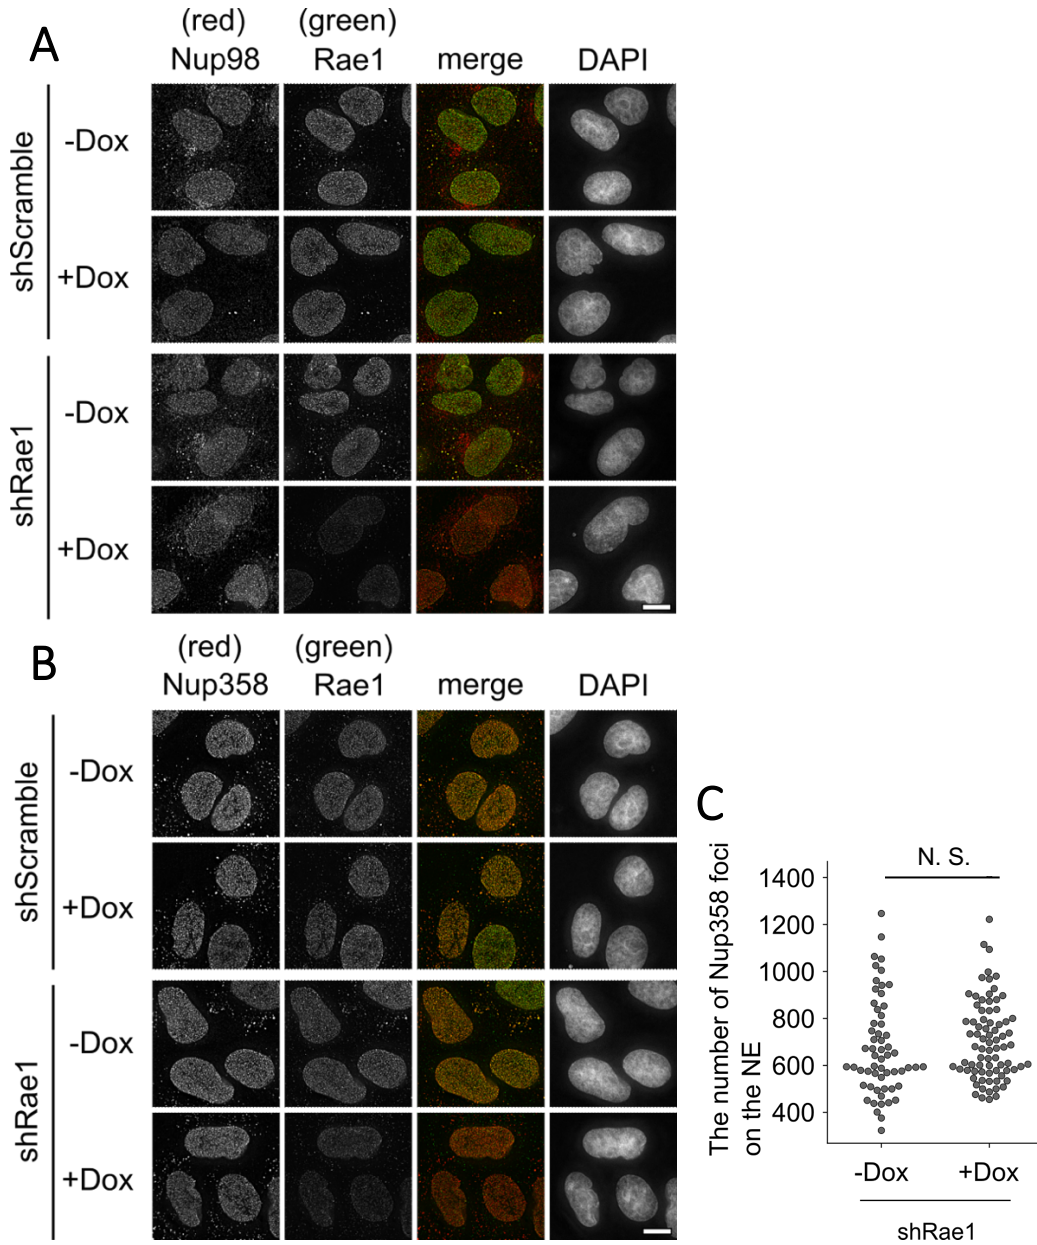 A
(red) (green)
Nup98 Rae1 merge DAPI
shScramble
-Dox
+Dox
shRae1
-Dox
+Dox
B
(red) (green)
Nup358 Rae1 merge DAPI
shScramble
-Dox
+Dox
shRae1
-Dox
+Dox
C
The number of Nup358 foci
on the NE
N. S.
1400
1200
1000
800
600
400
-Dox +Dox
shRae1